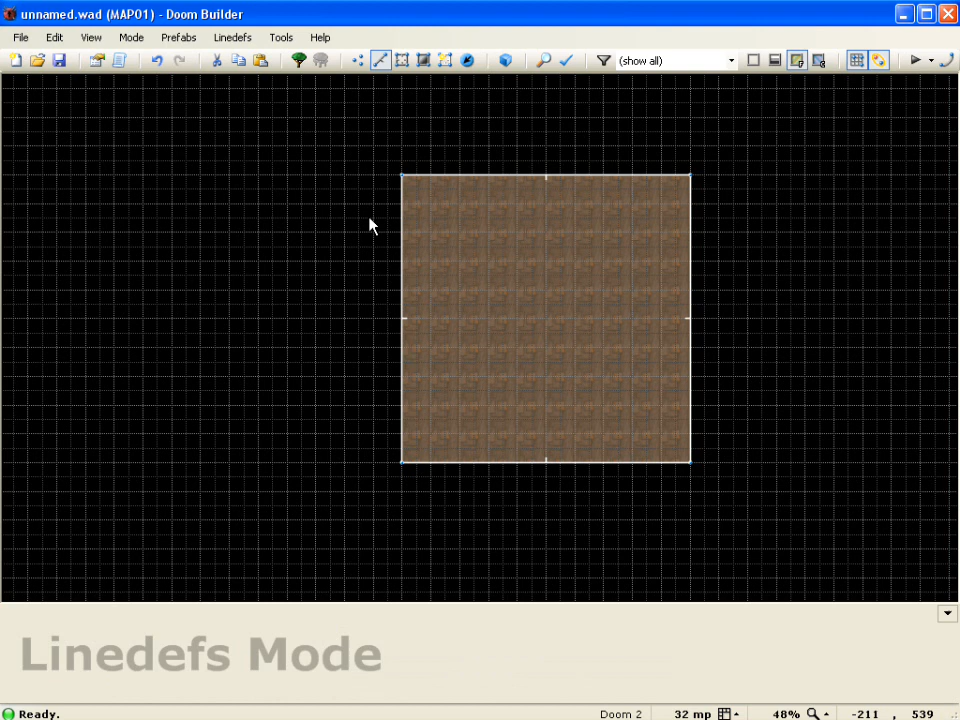 unnamed.wad (MAP01) - Doom Builder
File Edit View Mode Prefabs Linedefs Tools Help
(show all)
Linedefs Mode
Ready. Doom 2 32 mp 48% -211 , 539